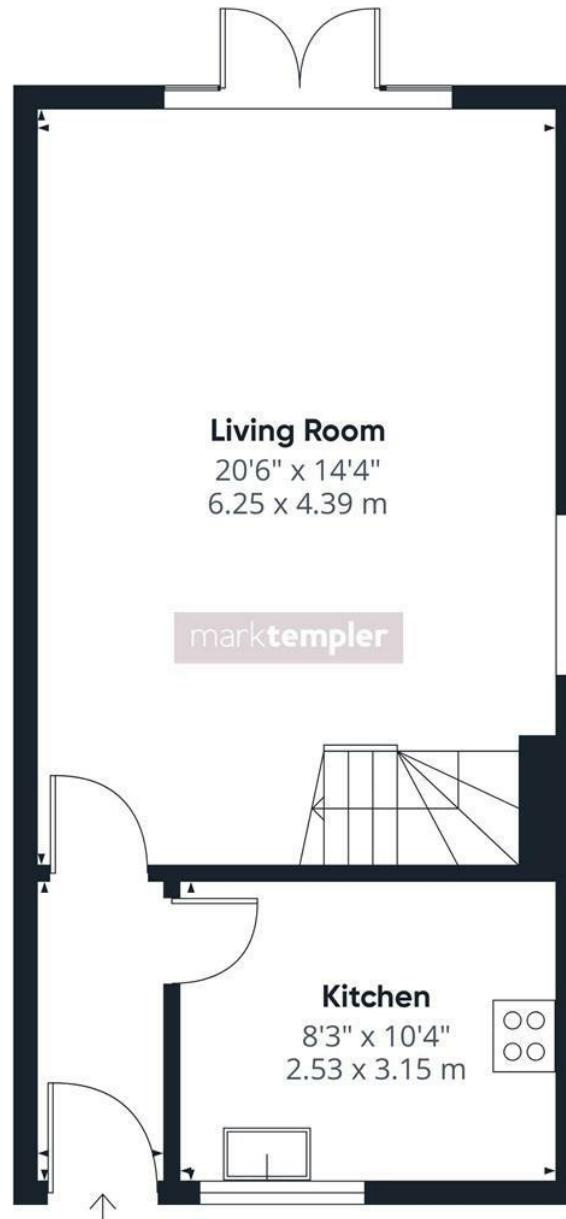 Living Room
20'6" x 14'4"
6.25 x 4.39 m
marktempler
Kitchen
8'3" x 10'4"
2.53 x 3.15 m